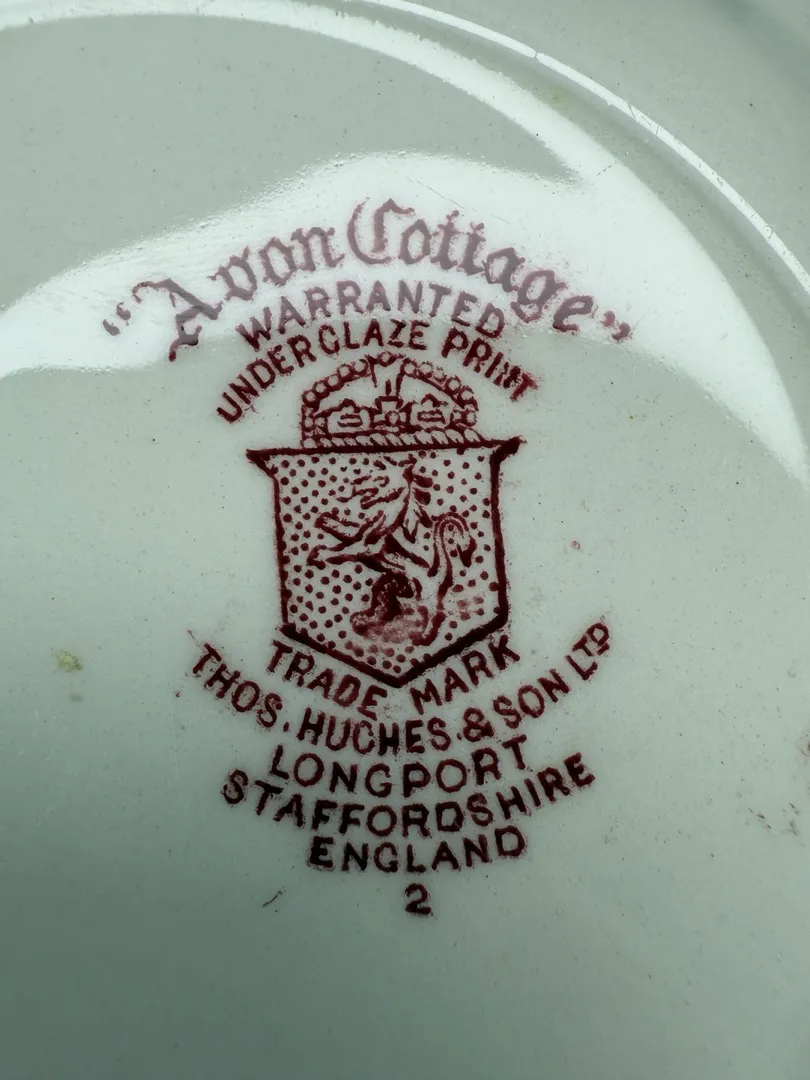 "Avon Cottage"
WARRANTED
UNDERGLAZE PRINT
TRADE MARK
THOS. HUGHES & SON LTD
LONGPORT
STAFFORDSHIRE
ENGLAND
2